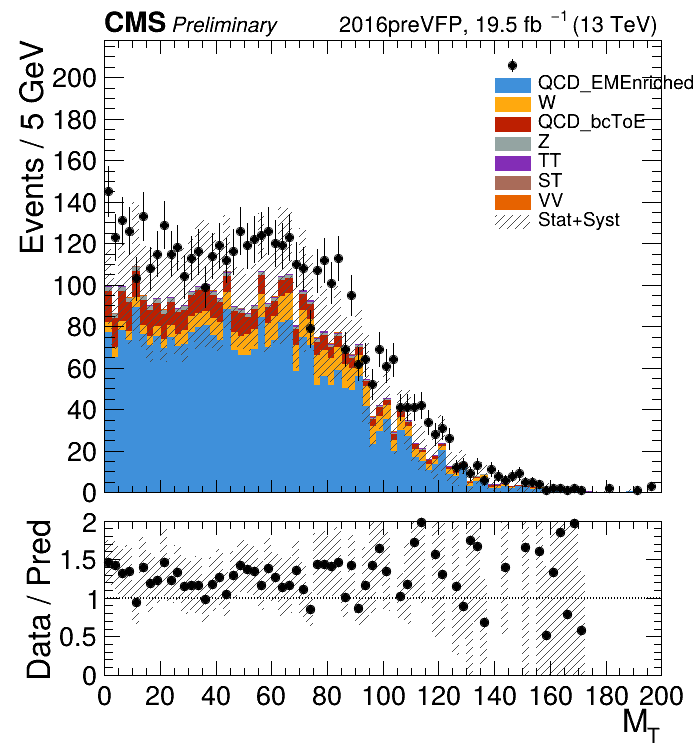 CMS Preliminary 2016preVFP, 19.5 fb⁻¹ (13 TeV)
Events / 5 GeV
200
180
160
140
120
100
80
60
40
20
0
QCD_EMEnriched
W
QCD_bcToE
Z
TT
ST
VV
Stat+Syst
Data / Pred
2
1.5
1
0.5
0
0 20 40 60 80 100 120 140 160 180 200
M_T